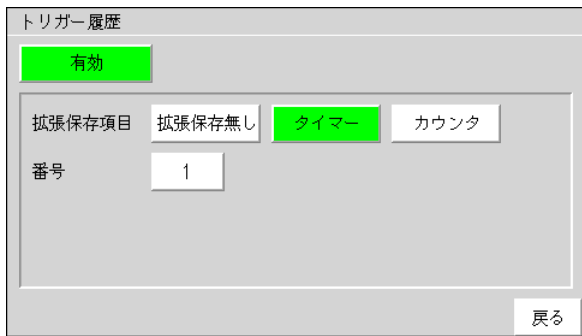 トリガー履歴
有効
拡張保存項目 拡張保存無し タイマー カウンタ
番号 1
戻る